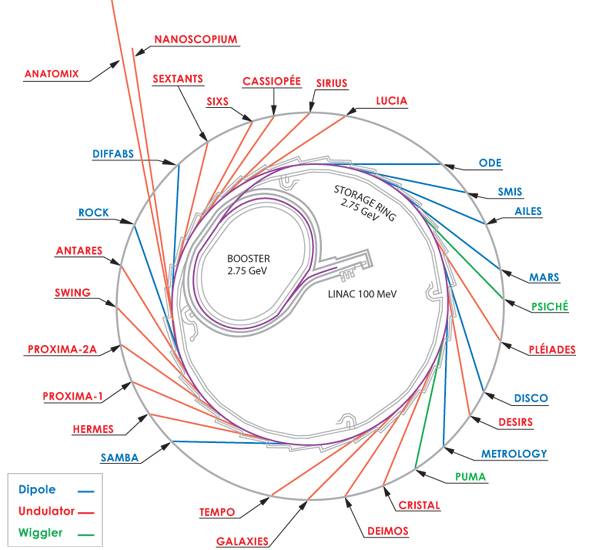 NANOSCOPIUM
ANATOMIX
SEXTANTS
CASSIOPÉE
SIRIUS
SIXS
LUCIA
DIFFABS
ODE
SMIS
AILES
ROCK
STORAGE RING
2.75 GeV
BOOSTER
2.75 GeV
ANTARES
MARS
SWING
LINAC 100 MeV
PSICHÉ
PROXIMA-2A
PLÉIADES
PROXIMA-1
DISCO
HERMES
DESIRS
SAMBA
METROLOGY
PUMA
Dipole
Undulator
Wiggler
TEMPO
CRISTAL
DEIMOS
GALAXIES